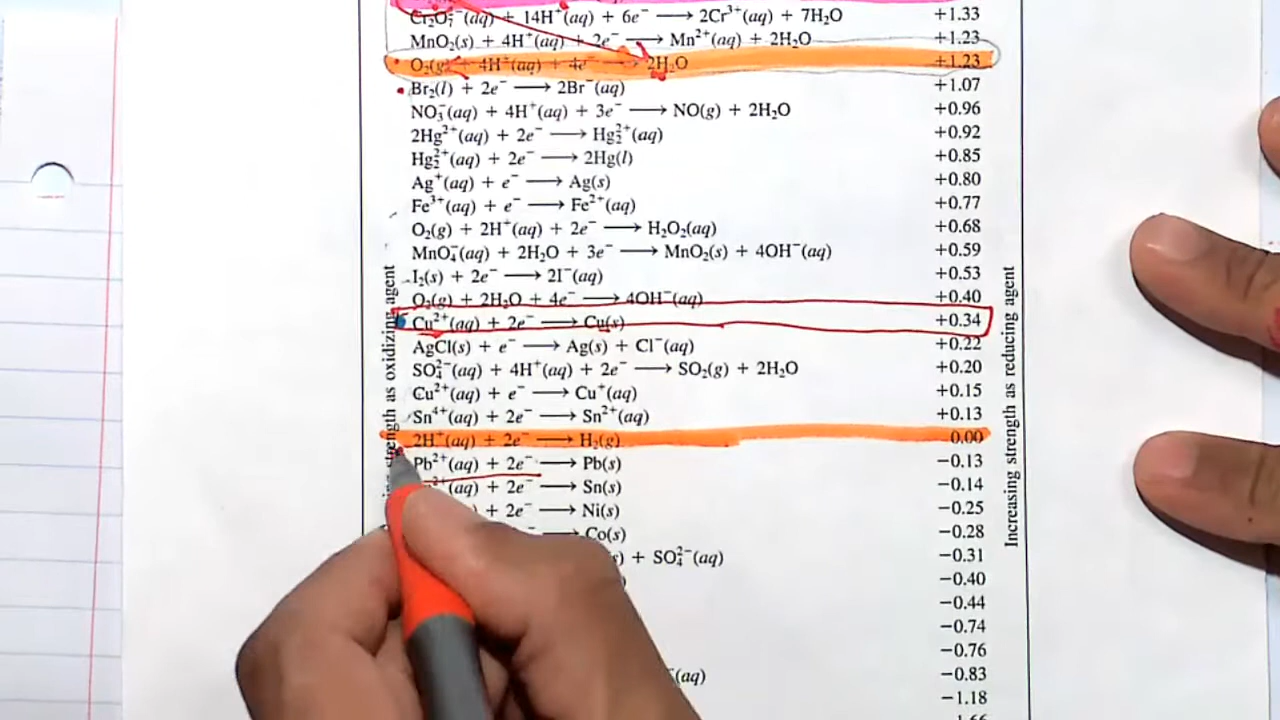 Cr₂O₇²⁻(aq) + 14H⁺(aq) + 6e⁻ ⟶ 2Cr³⁺(aq) + 7H₂O +1.33
MnO₂(s) + 4H⁺(aq) + 2e⁻ ⟶ Mn²⁺(aq) + 2H₂O +1.23
O₂(g) + 4H⁺(aq) + 4e⁻ ⟶ 2H₂O +1.23
Br₂(l) + 2e⁻ ⟶ 2Br⁻(aq) +1.07
NO₃⁻(aq) + 4H⁺(aq) + 3e⁻ ⟶ NO(g) + 2H₂O +0.96
2Hg²⁺(aq) + 2e⁻ ⟶ Hg₂²⁺(aq) +0.92
Hg₂²⁺(aq) + 2e⁻ ⟶ 2Hg(l) +0.85
Ag⁺(aq) + e⁻ ⟶ Ag(s) +0.80
Fe³⁺(aq) + e⁻ ⟶ Fe²⁺(aq) +0.77
O₂(g) + 2H⁺(aq) + 2e⁻ ⟶ H₂O₂(aq) +0.68
MnO₄⁻(aq) + 2H₂O + 3e⁻ ⟶ MnO₂(s) + 4OH⁻(aq) +0.59
I₂(s) + 2e⁻ ⟶ 2I⁻(aq) +0.53
O₂(g) + 2H₂O + 4e⁻ ⟶ 4OH⁻(aq) +0.40
Cu²⁺(aq) + 2e⁻ ⟶ Cu(s) +0.34
AgCl(s) + e⁻ ⟶ Ag(s) + Cl⁻(aq) +0.22
SO₄²⁻(aq) + 4H⁺(aq) + 2e⁻ ⟶ SO₂(g) + 2H₂O +0.20
Cu²⁺(aq) + e⁻ ⟶ Cu⁺(aq) +0.15
Sn⁴⁺(aq) + 2e⁻ ⟶ Sn²⁺(aq) +0.13
2H⁺(aq) + 2e⁻ ⟶ H₂(g) 0.00
Pb²⁺(aq) + 2e⁻ ⟶ Pb(s) −0.13
(aq) + 2e⁻ ⟶ Sn(s) −0.14
+ 2e⁻ ⟶ Ni(s) −0.25
⟶ Co(s) −0.28
+ SO₄²⁻(aq) −0.31
−0.40
−0.44
−0.74
−0.76
(aq) −0.83
−1.18
strength as oxidizing agent
Increasing strength as reducing agent